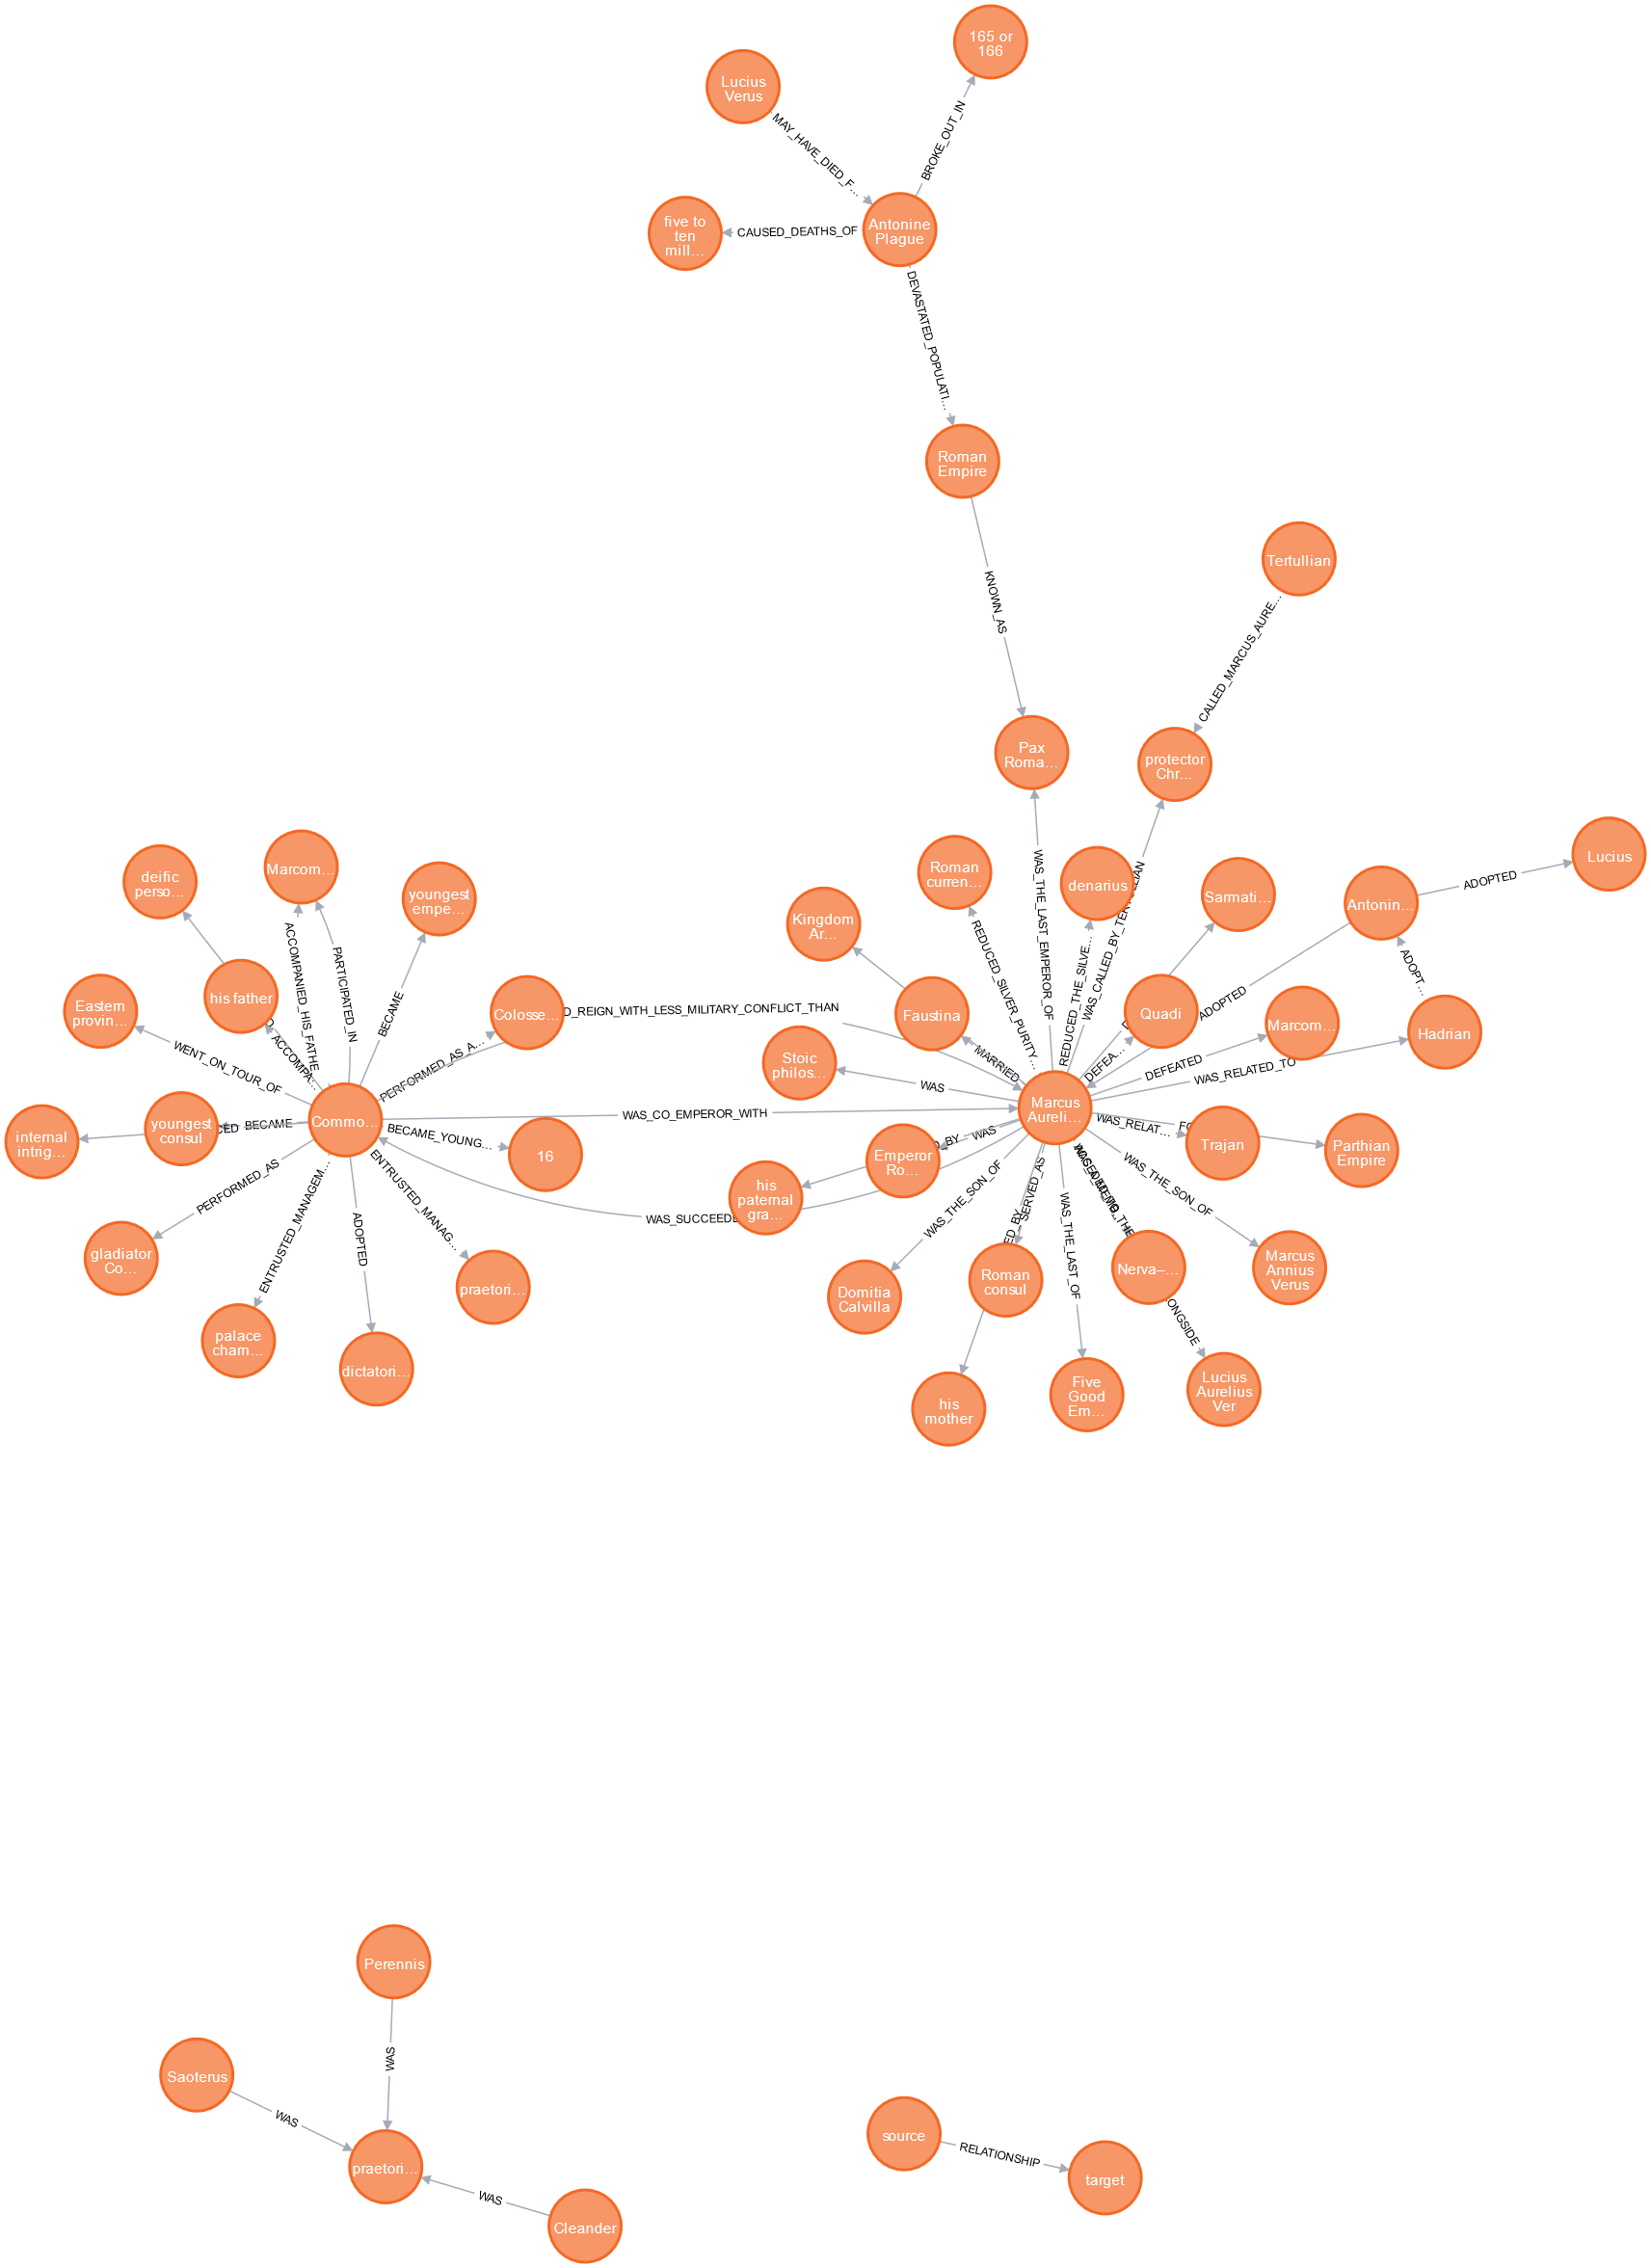 165 or
166
Lucius
Verus
MAY_HAVE_DIED_F…
BROKE_OUT_IN
five to
ten
mill…
CAUSED_DEATHS_OF
Antonine
Plague
DEVASTATED_POPULATI…
Roman
Empire
KNOWN_AS
Tertullian
CALLED_MARCUS_AURE…
Pax
Roma…
protector
Chr…
WAS_THE_LAST_EMPEROR_OF
WAS_CALLED_BY_TER
LIAN
Roman
curren…
REDUCED_SILVER_PURITY…
denarius
REDUCED_THE_SILVE…
Sarmati…
Antonin…
ADOPTED
Lucius
ADOPTED
ADOPT…
Hadrian
Kingdom
Ar…
Faustina
MARRIED
Quadi
DEFEA…
Marcom…
DEFEATED
WAS_RELATED_TO
Stoic
philos…
WAS
Marcus
Aureli…
deific
perso…
Marcom…
youngest
empe…
ACCOMPANIED_HIS_FATHE
PARTICIPATED_IN
BECAME
his father
ACCOMPA…
Eastern
provin…
WENT_ON_TOUR_OF
Colosse…
PERFORMED_AS_A…
D_REIGN_WITH_LESS_MILITARY_CONFLICT_THAN
internal
intrig…
youngest
consul
CED
BECAME
Commo…
WAS_CO_EMPEROR_WITH
BECAME_YOUNG…
16
PERFORMED_AS
gladiator
Co…
ENTRUSTED_MANAGEM…
palace
cham…
ADOPTED
dictatori…
ENTRUSTED_MANAG…
praetori…
WAS_SUCCEEDE
Emperor
Ro…
D_BY
WAS
his
paternal
gra…
WAS_RELAT…
Trajan
FO
Parthian
Empire
WAS_THE_SON_OF
Domitia
Calvilla
ED_BY
SERVED_AS
Roman
consul
his
mother
WAS_THE_LAST_OF
Five
Good
Em…
Nerva–…
ONGSIDE
Lucius
Aurelius
Ver
WAS_THE_SON_OF
Marcus
Annius
Verus
Perennis
WAS
Saoterus
WAS
praetori…
WAS
Cleander
source
RELATIONSHIP
target